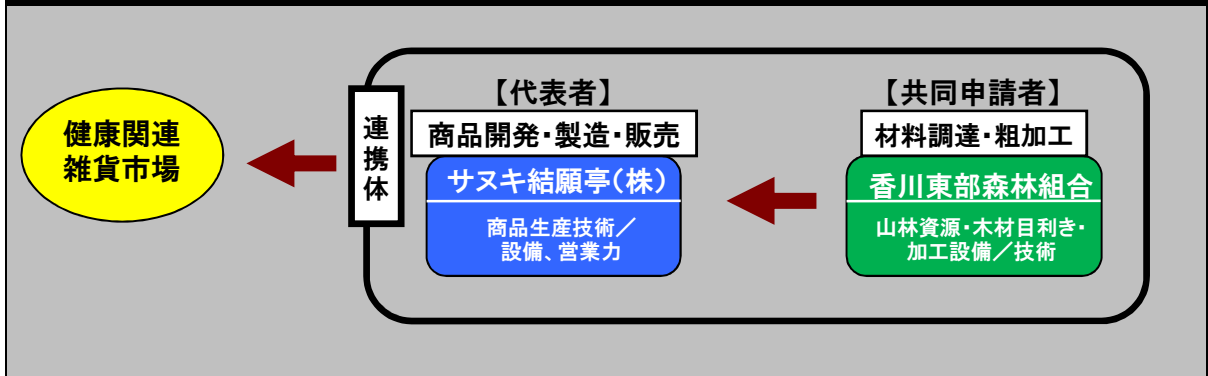 健康関連
雑貨市場
連携体
【代表者】
商品開発・製造・販売
サヌキ結願亭(株)
商品生産技術/
設備、営業力
【共同申請者】
材料調達・粗加工
香川東部森林組合
山林資源・木材目利き・
加工設備/技術